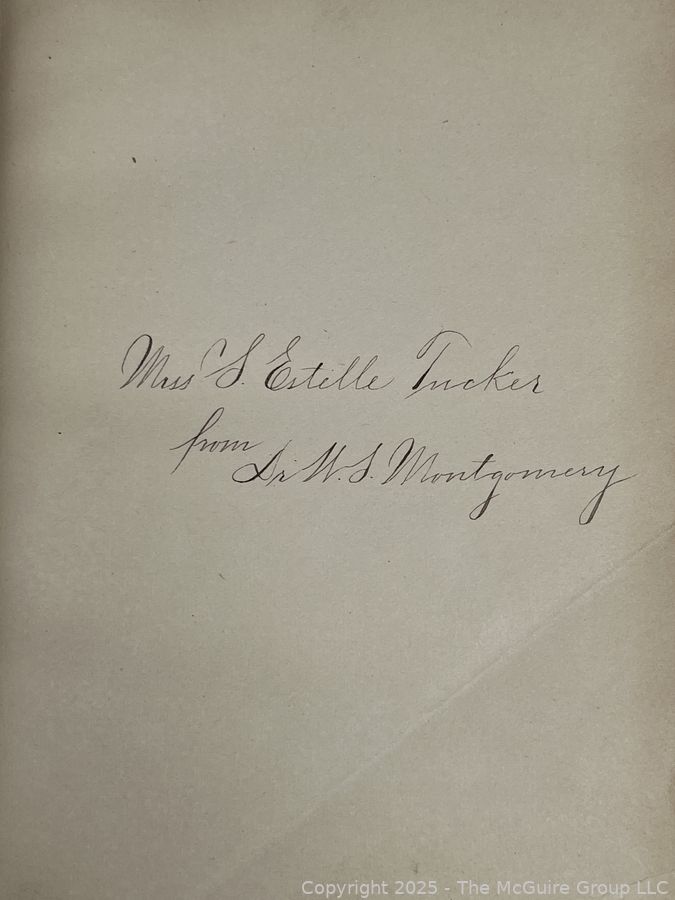 Miss S. Estelle Tucker
from
Dr W. S. Montgomery
Copyright 2025 - The McGuire Group LLC